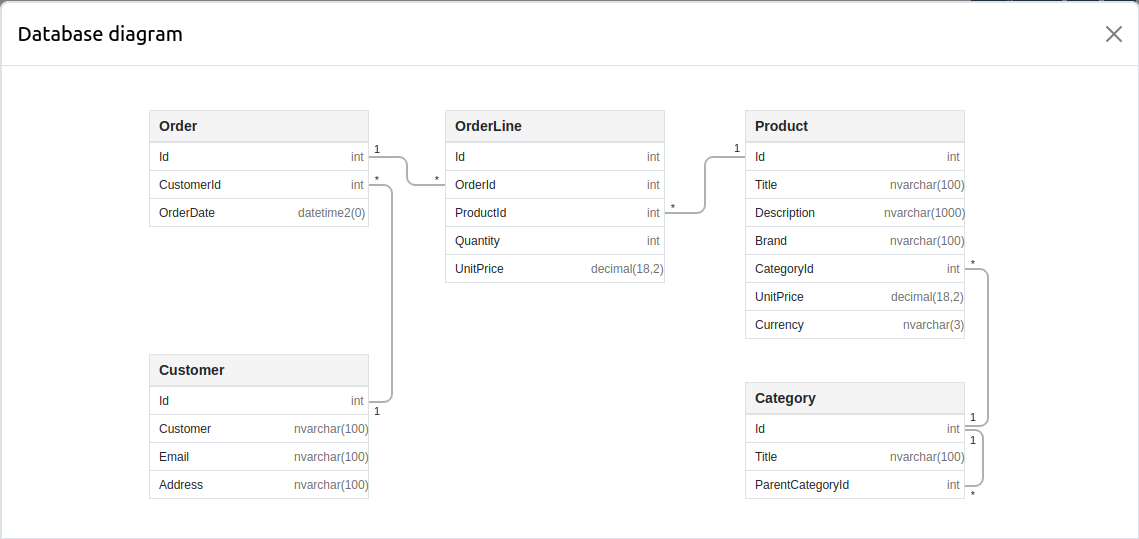 Database diagram
Order
Id int
CustomerId int
OrderDate datetime2(0)
1
*
*
OrderLine
Id int
OrderId int
ProductId int
Quantity int
UnitPrice decimal(18,2)
*
1
Product
Id int
Title nvarchar(100)
Description nvarchar(1000)
Brand nvarchar(100)
CategoryId int
UnitPrice decimal(18,2)
Currency nvarchar(3)
*
Customer
Id int
Customer nvarchar(100)
Email nvarchar(100)
Address nvarchar(100)
1
Category
Id int
Title nvarchar(100)
ParentCategoryId int
1
1
*